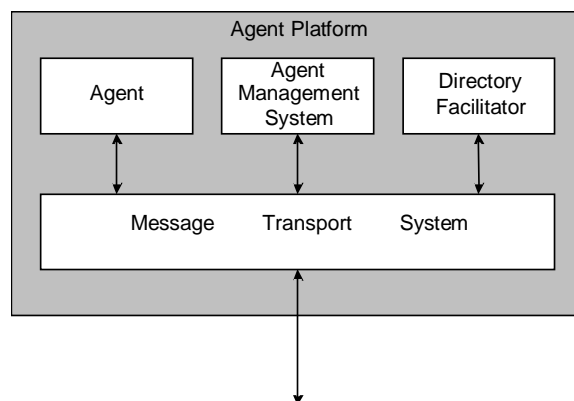 Agent Platform
Agent
Agent
Management
System
Directory
Facilitator
Message Transport System